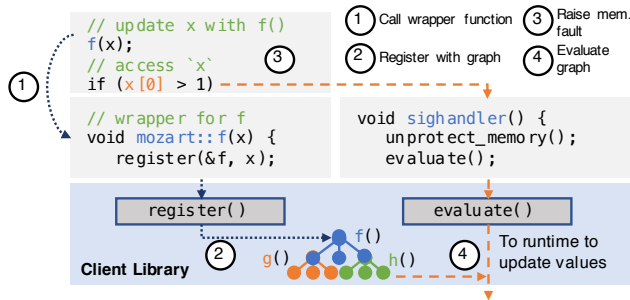 // update x with f()
f(x);
// access `x`
if (x[0] > 1)
1 Call wrapper function
2 Register with graph
3 Raise mem. fault
4 Evaluate graph
3
1
// wrapper for f
void mozart::f(x) {
register(&f, x);
void sighandler() {
unprotect_memory();
evaluate();
register()
evaluate()
2
f()
g()
h()
4
To runtime to
update values
Client Library